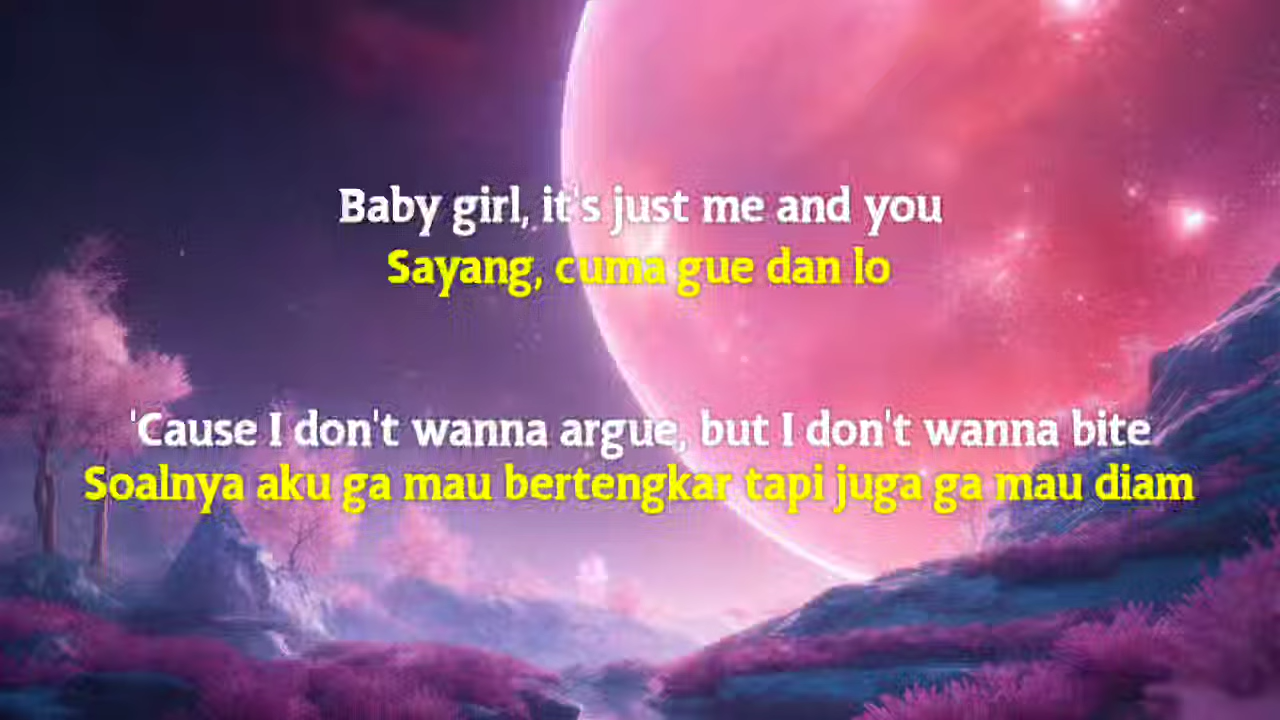 Baby girl, it's just me and you
Sayang, cuma gue dan lo
'Cause I don't wanna argue, but I don't wanna bite
Soalnya aku ga mau bertengkar tapi juga ga mau diam